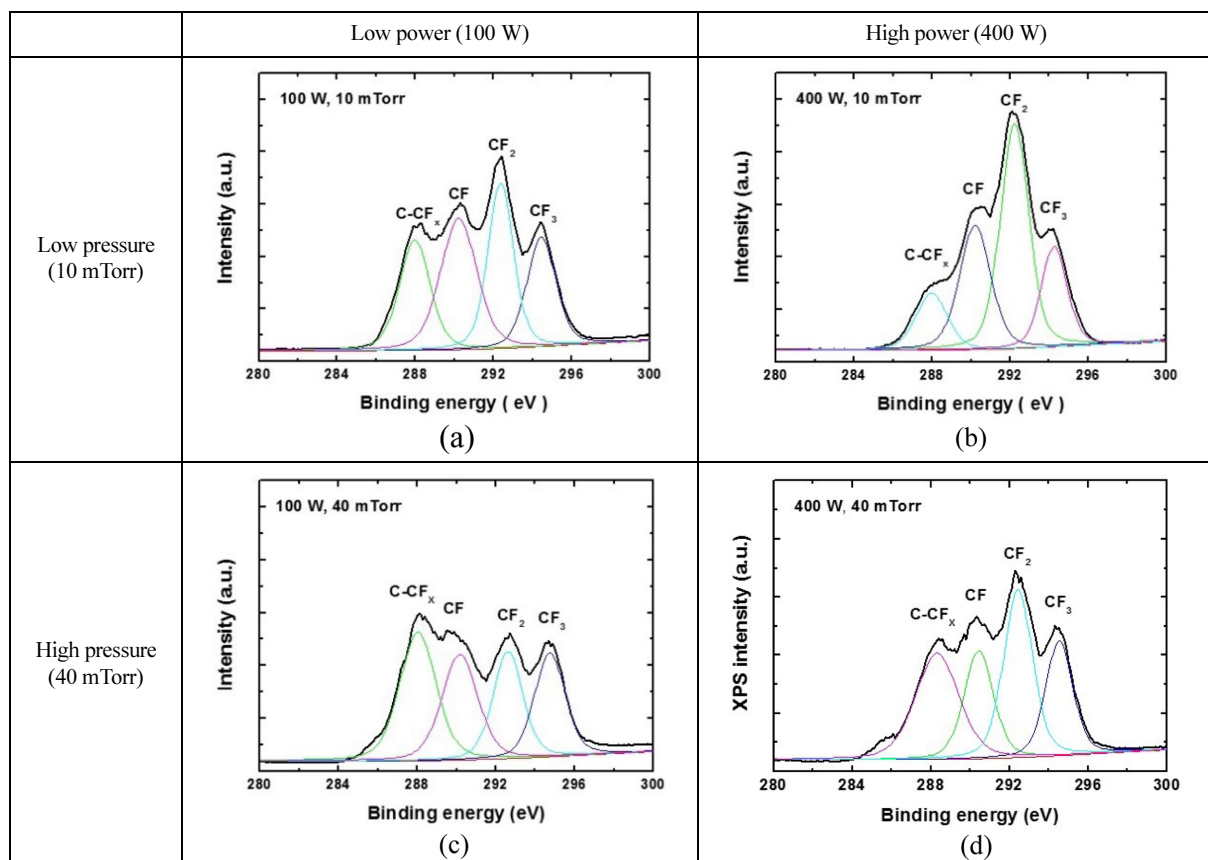 Low power (100 W)
High power (400 W)
Low pressure
(10 mTorr)
100 W, 10 mTorr
C-CFx
CF
CF2
CF3
Intensity (a.u.)
280 284 288 292 296 300
Binding energy ( eV )
(a)
400 W, 10 mTorr
C-CFx
CF
CF2
CF3
Intensity (a.u.)
280 284 288 292 296 300
Binding energy ( eV )
(b)
High pressure
(40 mTorr)
100 W, 40 mTorr
C-CFX
CF
CF2
CF3
Intensity (a.u.)
280 284 288 292 296 300
Binding energy (eV)
(c)
400 W, 40 mTorr
C-CFX
CF
CF2
CF3
XPS intensity (a.u.)
280 284 288 292 296 300
Binding energy (eV)
(d)